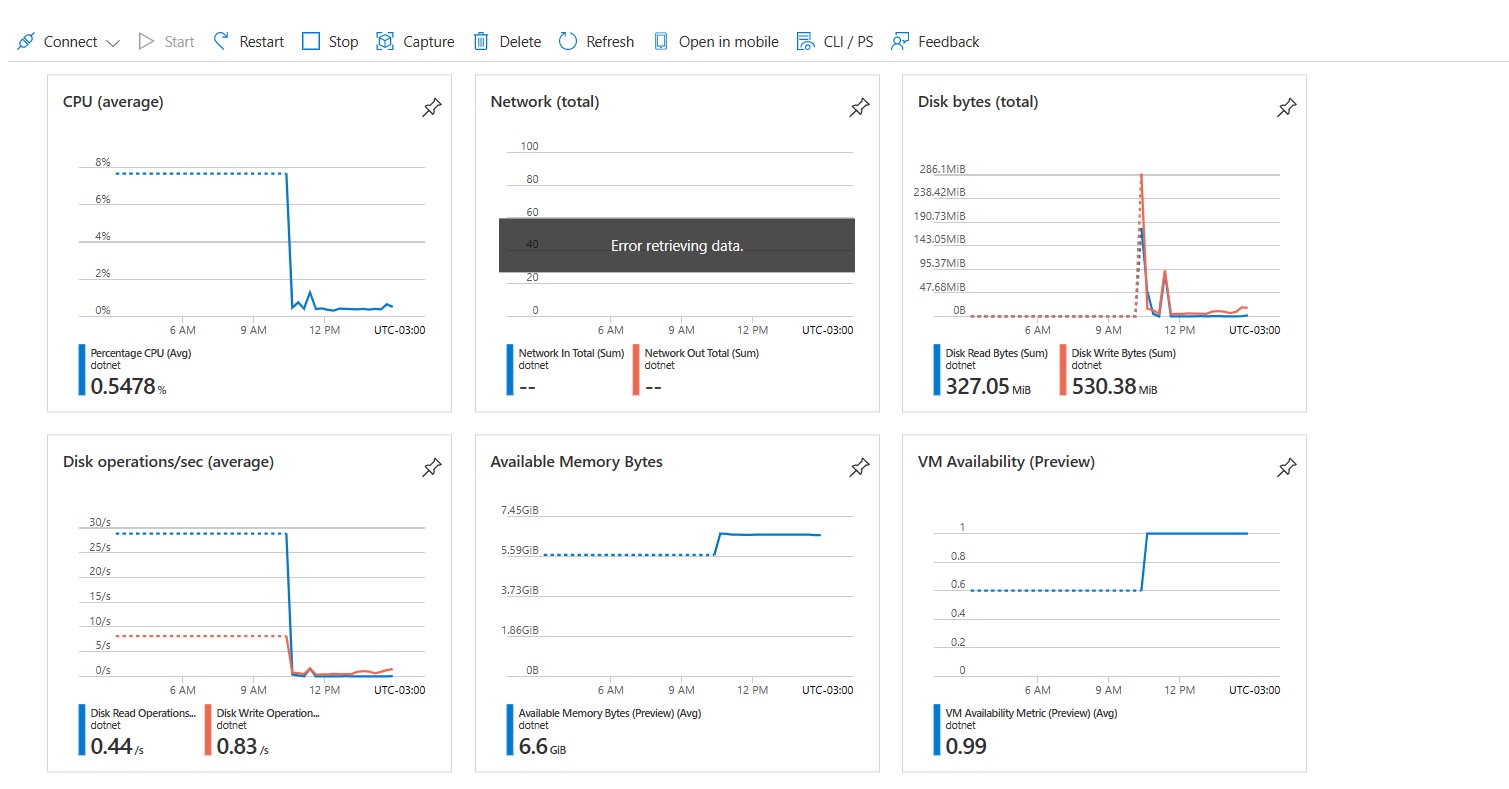 Connect Start Restart Stop Capture Delete Refresh Open in mobile CLI / PS Feedback
CPU (average)
8%
6%
4%
2%
0%
6 AM 9 AM 12 PM UTC-03:00
Percentage CPU (Avg)
dotnet
0.5478 %
Network (total)
100
80
60
40
Error retrieving data.
20
0
6 AM 9 AM 12 PM UTC-03:00
Network In Total (Sum) Network Out Total (Sum)
dotnet dotnet
-- --
Disk bytes (total)
286.1MiB
238.42MiB
190.73MiB
143.05MiB
95.37MiB
47.68MiB
0B
6 AM 9 AM 12 PM UTC-03:00
Disk Read Bytes (Sum) Disk Write Bytes (Sum)
dotnet dotnet
327.05 MiB 530.38 MiB
Disk operations/sec (average)
30/s
25/s
20/s
15/s
10/s
5/s
0/s
6 AM 9 AM 12 PM UTC-03:00
Disk Read Operations... Disk Write Operation...
dotnet dotnet
0.44 /s 0.83 /s
Available Memory Bytes
7.45GiB
5.59GiB
3.73GiB
1.86GiB
0B
6 AM 9 AM 12 PM UTC-03:00
Available Memory Bytes (Preview) (Avg)
dotnet
6.6 GiB
VM Availability (Preview)
1
0.8
0.6
0.4
0.2
0
6 AM 9 AM 12 PM UTC-03:00
VM Availability Metric (Preview) (Avg)
dotnet
0.99